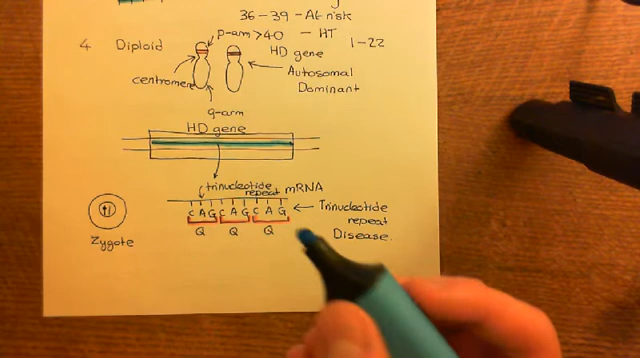 36-39 - At risk
p-arm >40 - HT
4 Diploid
HD gene
1-22
centromere
Autosomal
Dominant
q-arm
HD gene
trinucleotide
repeat mRNA
C A G C A G C A G
Trinucleotide
repeat
Disease.
Q Q Q
Zygote